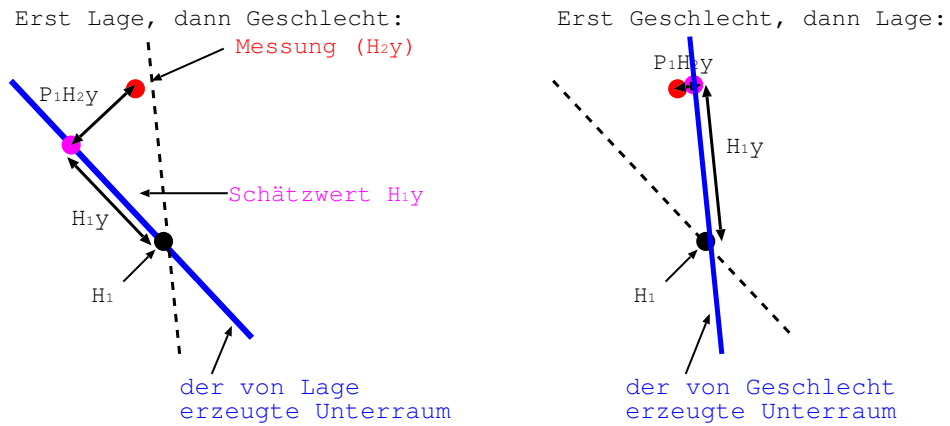 Erst Lage, dann Geschlecht:
Messung (H₂y)
P₁H₂y
Schätzwert H₁y
H₁y
H₁
der von Lage
erzeugte Unterraum
Erst Geschlecht, dann Lage:
P₁H₂y
H₁y
H₁
der von Geschlecht
erzeugte Unterraum